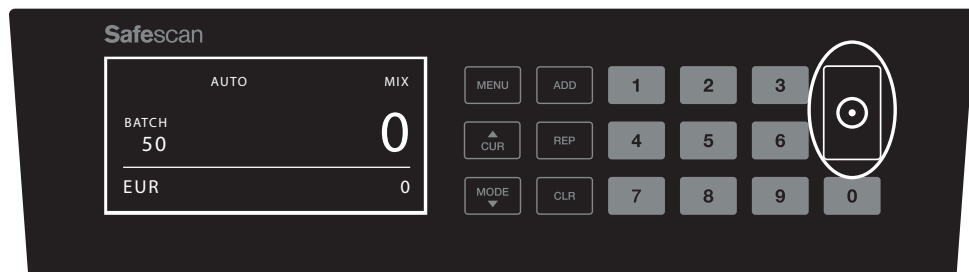 Safescan
AUTO MIX
BATCH
50
0
EUR 0
MENU ADD 1 2 3
CUR REP 4 5 6
MODE CLR 7 8 9 0